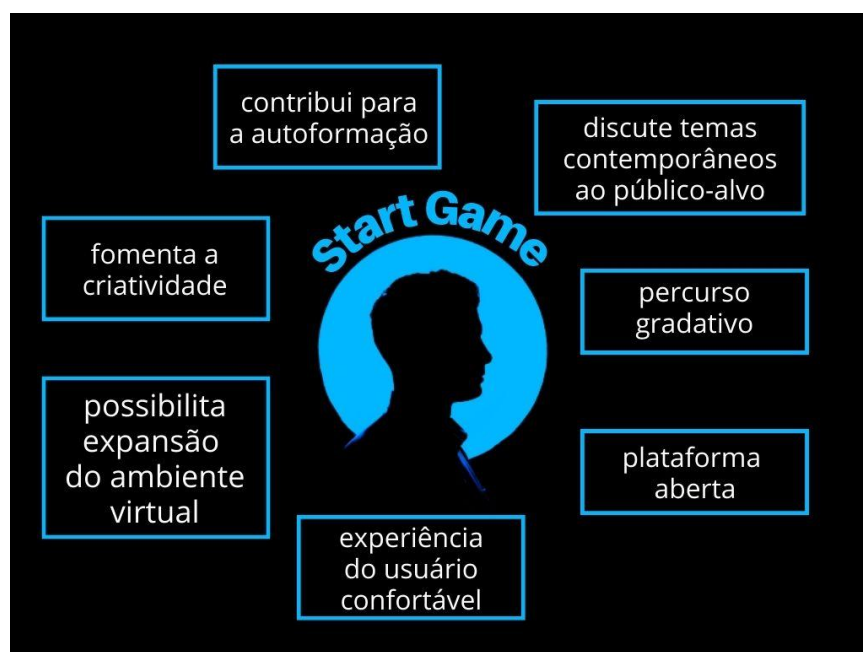 contribui para
a autoformação
discute temas
contemporâneos
ao público-alvo
Start Game
fomenta a
criatividade
percurso
gradativo
possibilita
expansão
do ambiente
virtual
plataforma
aberta
experiência
do usuário
confortável